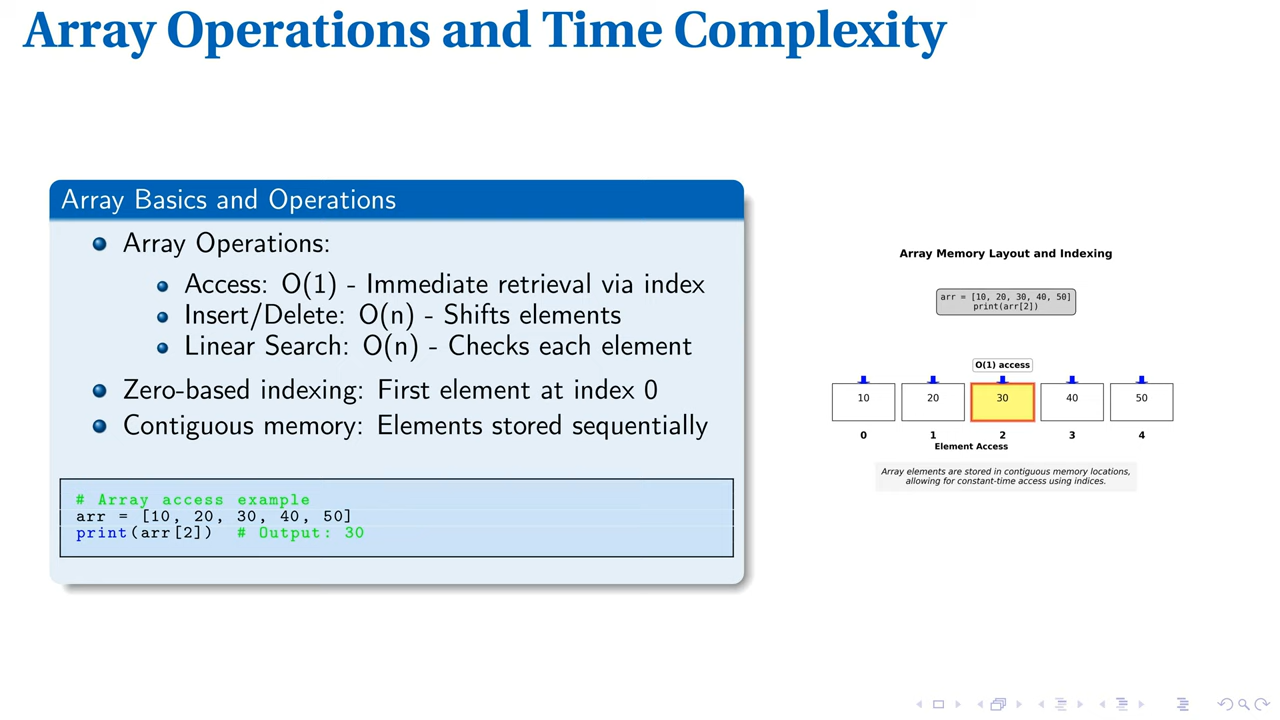 Array Operations and Time Complexity
Array Basics and Operations
Array Operations:
Access: O(1) - Immediate retrieval via index
Insert/Delete: O(n) - Shifts elements
Linear Search: O(n) - Checks each element
Zero-based indexing: First element at index 0
Contiguous memory: Elements stored sequentially
# Array access example
arr = [10, 20, 30, 40, 50]
print(arr[2]) # Output: 30
Array Memory Layout and Indexing
arr = [10, 20, 30, 40, 50]
print(arr[2])
O(1) access
10 20 30 40 50
0 1 2 3 4
Element Access
Array elements are stored in contiguous memory locations,
allowing for constant-time access using indices.